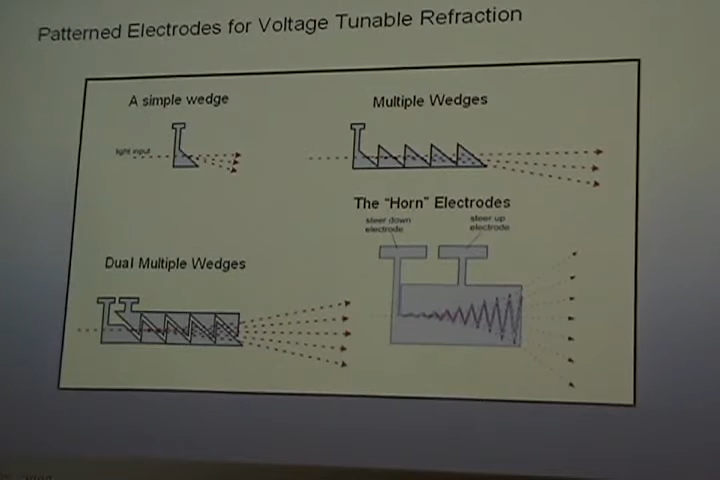 Patterned Electrodes for Voltage Tunable Refraction
A simple wedge
light input
Multiple Wedges
The "Horn" Electrodes
steer down
electrode
steer up
electrode
Dual Multiple Wedges